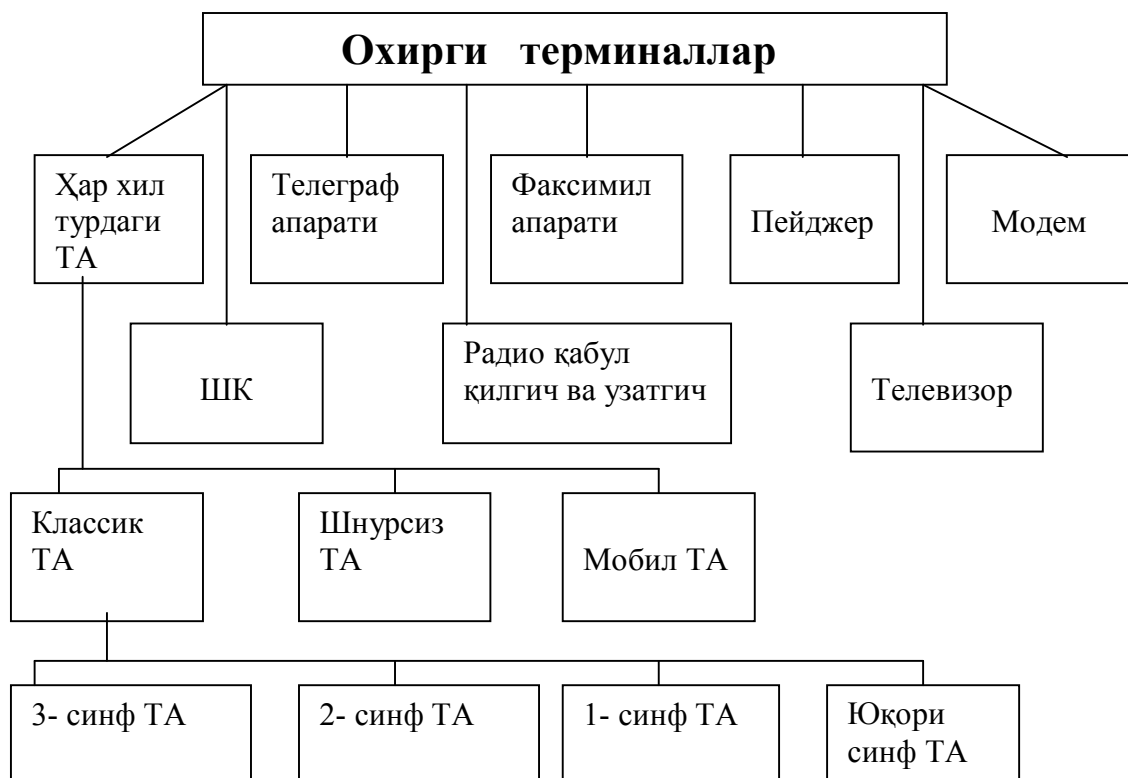 Охирги терминаллар
Ҳар хил
турдаги
ТА
Телеграф
апарати
Факсимил
апарати
Пейджер
Модем
ШК
Радио қабул
қилгич ва узатгич
Телевизор
Классик
ТА
Шнурсиз
ТА
Мобил ТА
3- синф ТА
2- синф ТА
1- синф ТА
Юқори
синф ТА